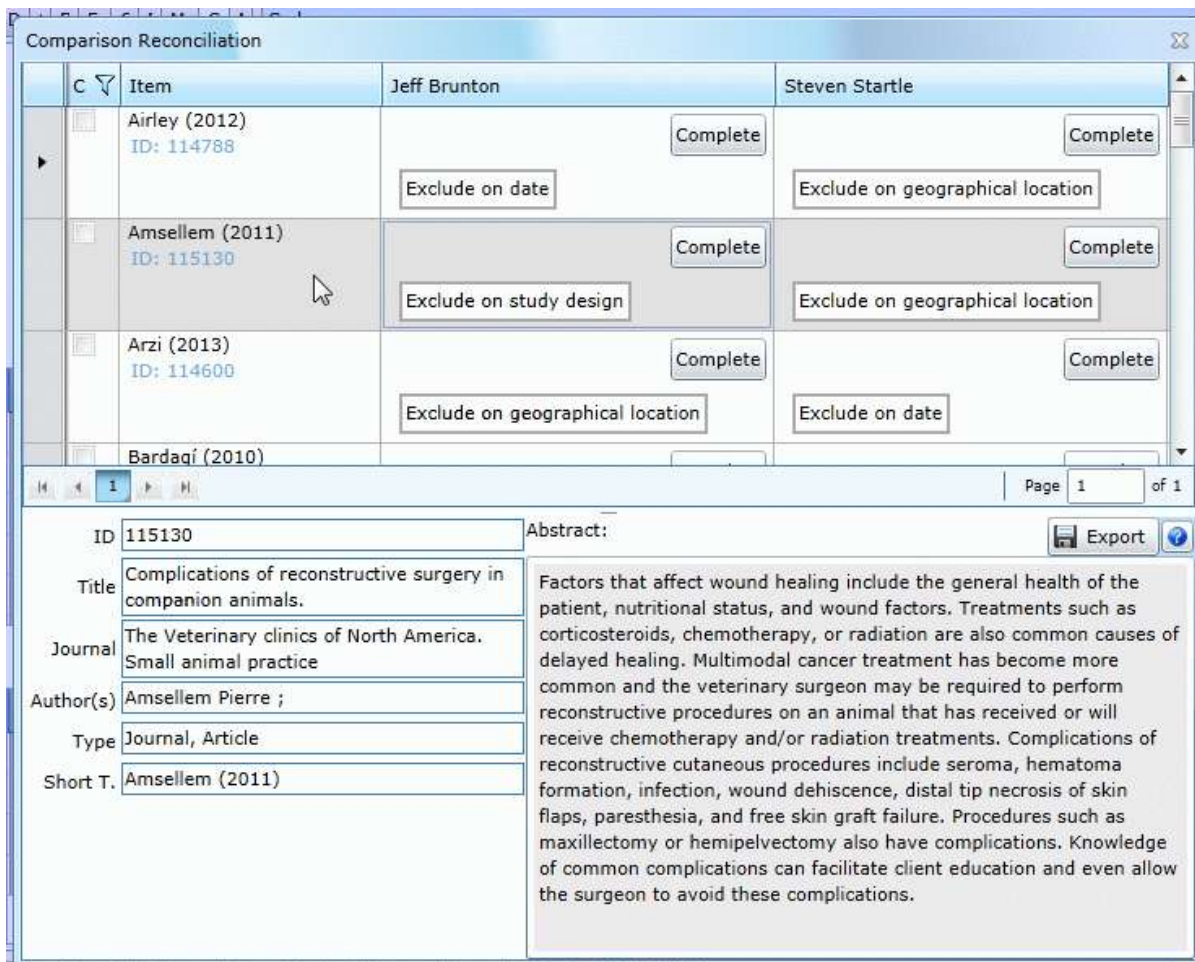 Comparison Reconciliation
C Item Jeff Brunton Steven Startle
Airley (2012)
ID: 114788
Complete Complete
Exclude on date Exclude on geographical location
Amsellem (2011)
ID: 115130
Complete Complete
Exclude on study design Exclude on geographical location
Arzi (2013)
ID: 114600
Complete Complete
Exclude on geographical location Exclude on date
Bardagí (2010)
1 Page 1 of 1
ID 115130
Title Complications of reconstructive surgery in
companion animals.
Journal The Veterinary clinics of North America.
Small animal practice
Author(s) Amsellem Pierre ;
Type Journal, Article
Short T. Amsellem (2011)
Abstract:
Export
Factors that affect wound healing include the general health of the
patient, nutritional status, and wound factors. Treatments such as
corticosteroids, chemotherapy, or radiation are also common causes of
delayed healing. Multimodal cancer treatment has become more
common and the veterinary surgeon may be required to perform
reconstructive procedures on an animal that has received or will
receive chemotherapy and/or radiation treatments. Complications of
reconstructive cutaneous procedures include seroma, hematoma
formation, infection, wound dehiscence, distal tip necrosis of skin
flaps, paresthesia, and free skin graft failure. Procedures such as
maxillectomy or hemipelvectomy also have complications. Knowledge
of common complications can facilitate client education and even allow
the surgeon to avoid these complications.